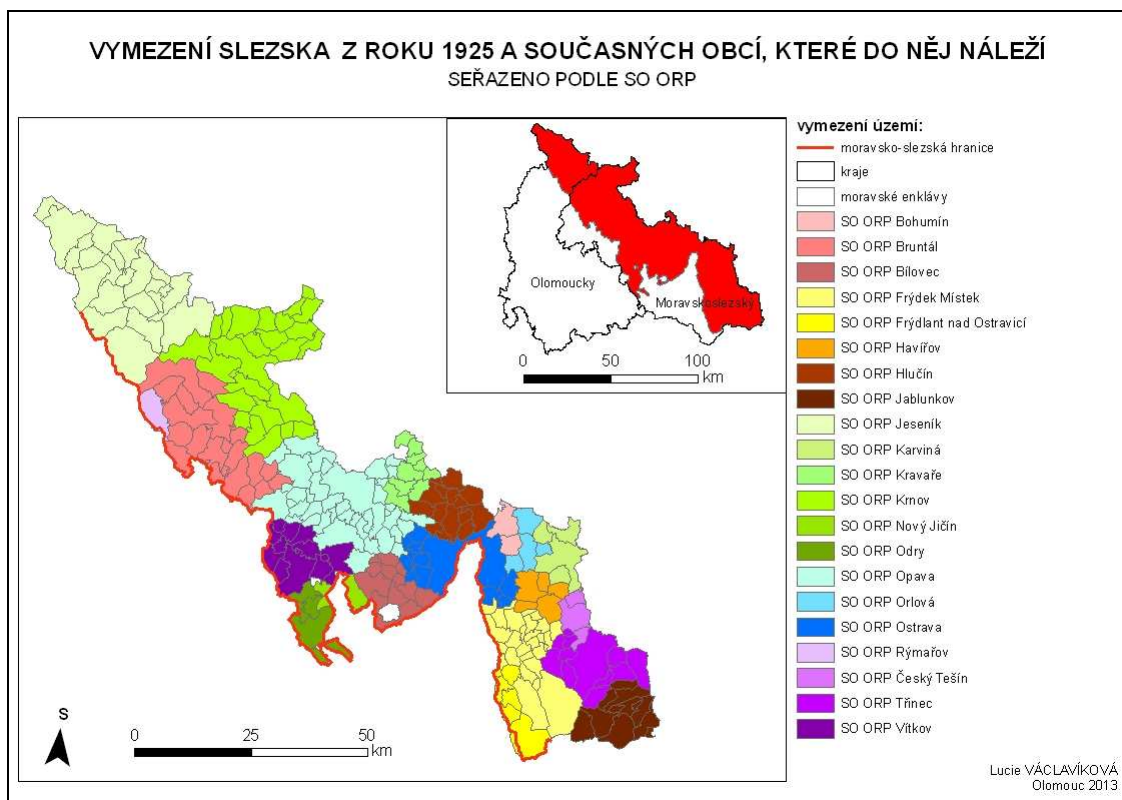 VYMEZENÍ SLEZSKA Z ROKU 1925 A SOUČASNÝCH OBCÍ, KTERÉ DO NĚJ NÁLEŽÍ
SEŘAZENO PODLE SO ORP
Olomoucky
Moravskoslezský
0 50 100
km
vymezení území:
moravsko-slezská hranice
kraje
moravské enklávy
SO ORP Bohumín
SO ORP Bruntál
SO ORP Bílovec
SO ORP Frýdek Místek
SO ORP Frýdlant nad Ostravicí
SO ORP Havířov
SO ORP Hlučín
SO ORP Jablunkov
SO ORP Jeseník
SO ORP Karviná
SO ORP Kravaře
SO ORP Krnov
SO ORP Nový Jičín
SO ORP Odry
SO ORP Opava
SO ORP Orlová
SO ORP Ostrava
SO ORP Rýmařov
SO ORP Český Tešín
SO ORP Třinec
SO ORP Vítkov
S
0 25 50
km
Lucie VÁCLAVÍKOVÁ
Olomouc 2013